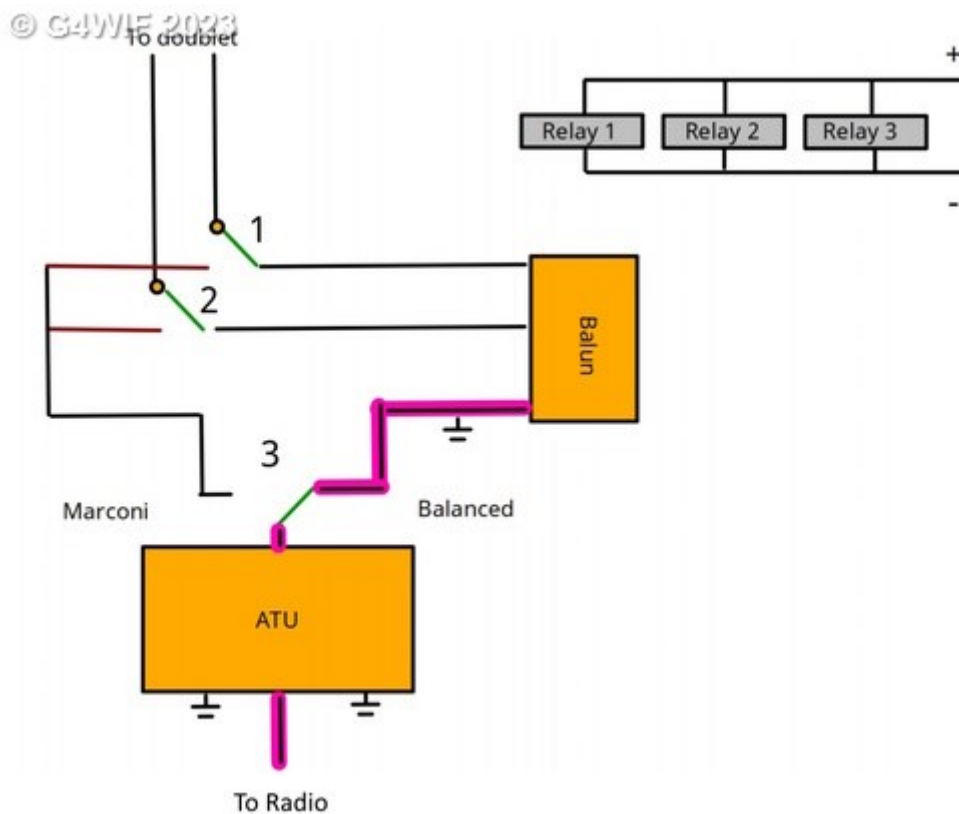 © G4WIF 2023
To doublet
+
Relay 1
Relay 2
Relay 3
-
1
2
Balun
3
Marconi
Balanced
ATU
To Radio